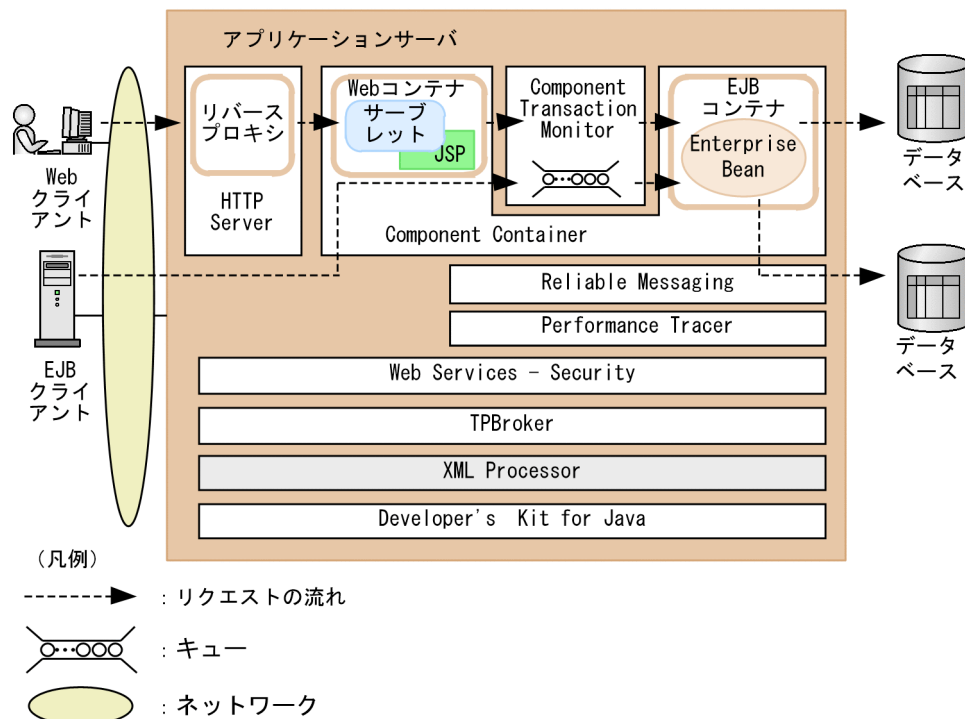 アプリケーションサーバ
Web
クライ
アント
EJB
クライ
アント
リバース
プロキシ
HTTP
Server
Webコンテナ
サーブ
レット
JSP
Component
Transaction
Monitor
EJB
コンテナ
Enterprise
Bean
Component Container
データ
ベース
データ
ベース
Reliable Messaging
Performance Tracer
Web Services - Security
TPBroker
XML Processor
Developer's Kit for Java
(凡例)
: リクエストの流れ
: キュー
: ネットワーク